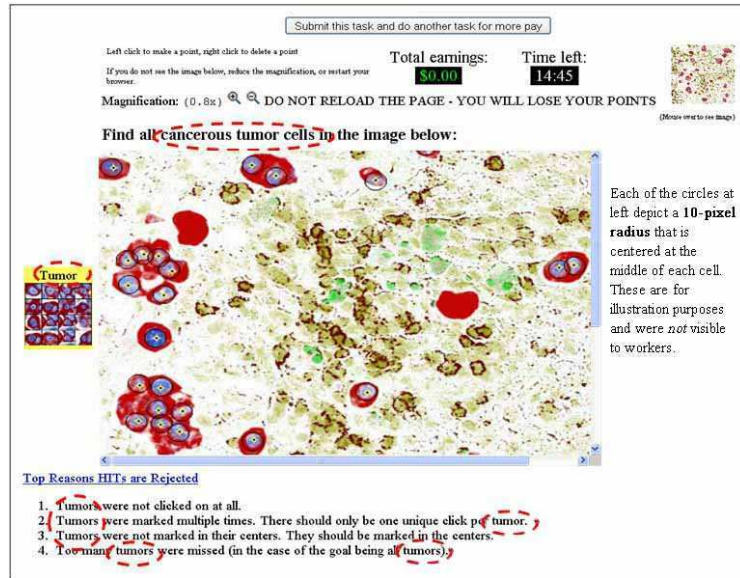 Submit this task and do another task for more pay
Left click to make a point, right click to delete a point
If you do not see the image below, reduce the magnification, or restart your
browser.
Total earnings:
$0.00
Time left:
14:45
Magnification: (0.8x) DO NOT RELOAD THE PAGE - YOU WILL LOSE YOUR POINTS
(Mouse over to see image)
Find all cancerous tumor cells in the image below:
Tumor
Each of the circles at
left depict a 10-pixel
radius that is
centered at the
middle of each cell.
These are for
illustration purposes
and were not visible
to workers.
Top Reasons HITs are Rejected
1. Tumors were not clicked on at all.
2. Tumors were marked multiple times. There should only be one unique click per tumor.
3. Tumors were not marked in their centers. They should be marked in the centers.
4. Too many tumors were missed (in the case of the goal being all tumors).